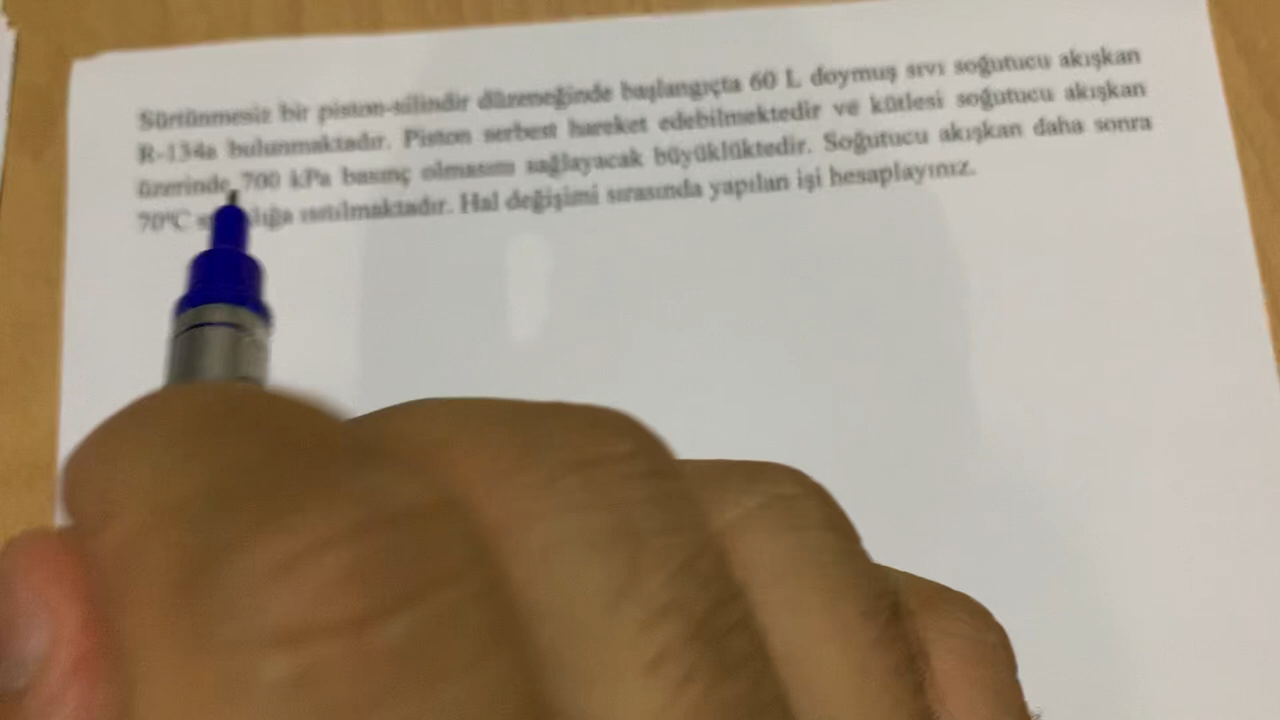 Sürtünmesiz bir piston-silindir düzeneğinde başlangıçta 60 L doymuş sıvı soğutucu akışkan
R-134a bulunmaktadır. Piston serbest hareket edebilmektedir ve kütlesi soğutucu akışkan
üzerinde 700 kPa basınç olmasını sağlayacak büyüklüktedir. Soğutucu akışkan daha sonra
70°C ısıtılmaktadır. Hal değişimi sırasında yapılan işi hesaplayınız.